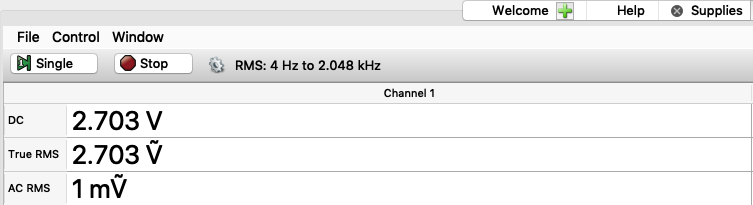 Welcome Help Supplies
File Control Window
Single Stop RMS: 4 Hz to 2.048 kHz
Channel 1
DC 2.703 V
True RMS 2.703 Ṽ
AC RMS 1 mṼ